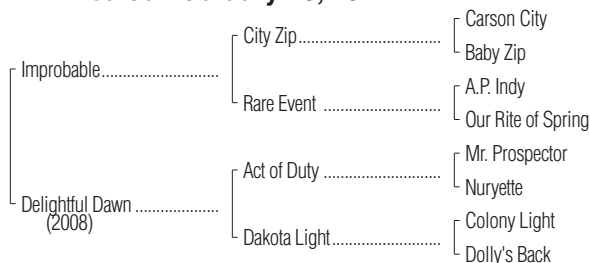 City Zip
Carson City
Baby Zip
Improbable
Rare Event
A.P. Indy
Our Rite of Spring
Act of Duty
Mr. Prospector
Nuryette
Delightful Dawn
(2008)
Dakota Light
Colony Light
Dolly's Back